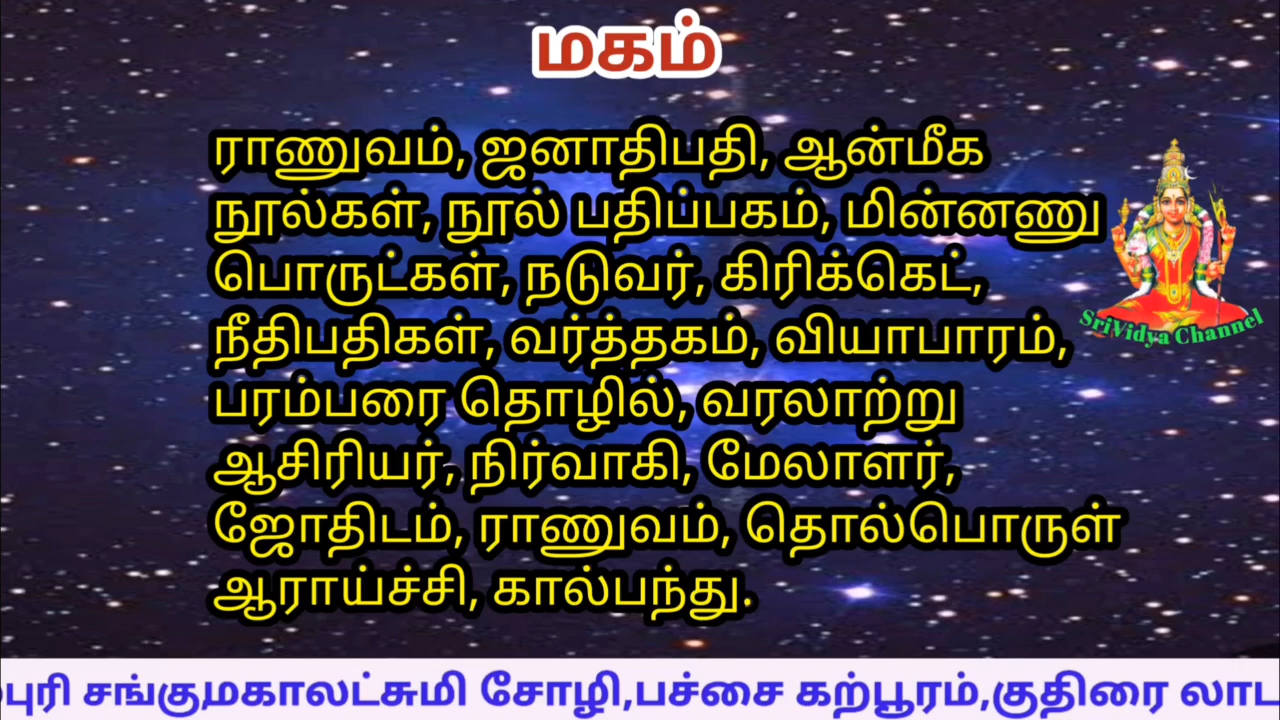 மகம்
ராணுவம், ஜனாதிபதி, ஆன்மீக
நூல்கள், நூல் பதிப்பகம், மின்னணு
பொருட்கள், நடுவர், கிரிக்கெட்,
நீதிபதிகள், வர்த்தகம், வியாபாரம்,
பரம்பரை தொழில், வரலாற்று
ஆசிரியர், நிர்வாகி, மேலாளர்,
ஜோதிடம், ராணுவம், தொல்பொருள்
ஆராய்ச்சி, கால்பந்து.
SriVidya Channel
புரி சங்குமகாலட்சுமி சோழி,பச்சை கற்பூரம்,குதிரை லாட